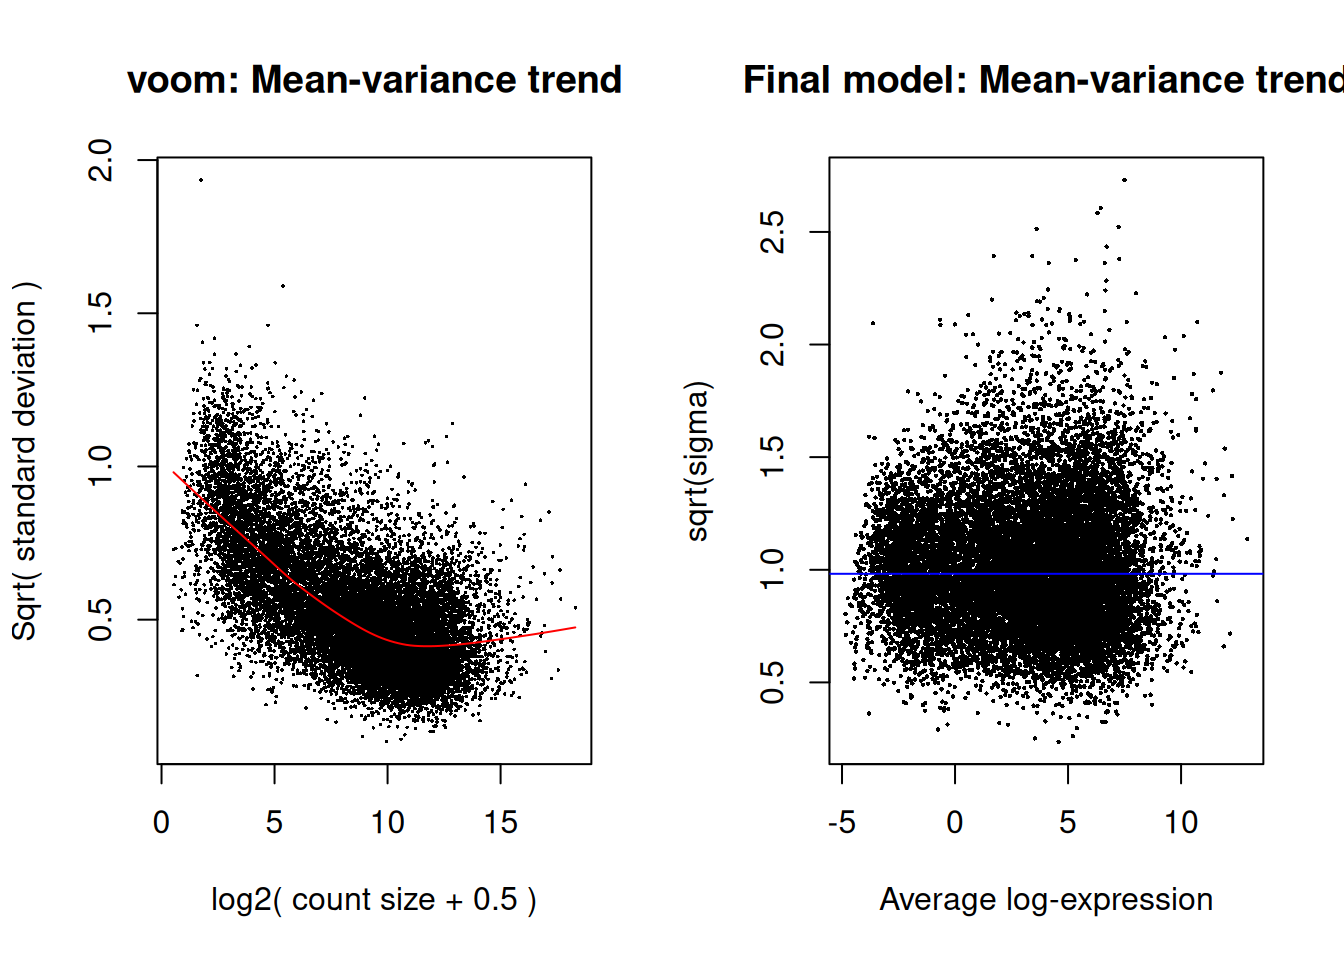 voom: Mean-variance trend
Sqrt( standard deviation )
2.0
1.5
1.0
0.5
0 5 10 15
log2( count size + 0.5 )
Final model: Mean-variance trend
sqrt(sigma)
2.5
2.0
1.5
1.0
0.5
-5 0 5 10
Average log-expression